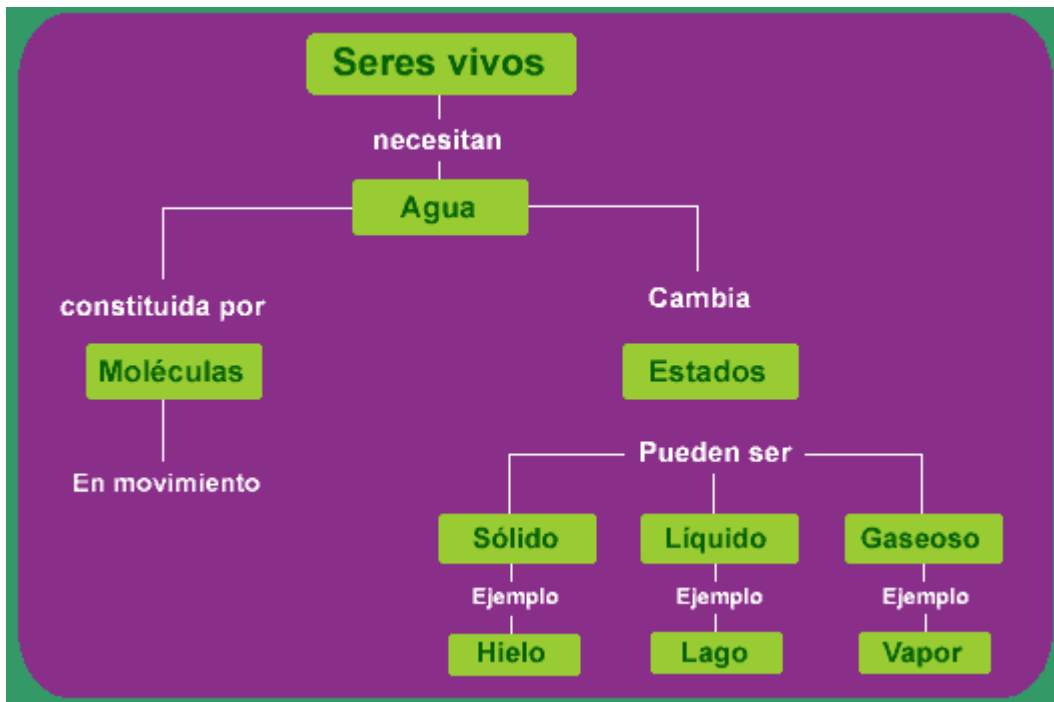 Seres vivos
necesitan
Agua
constituida por
Cambia
Moléculas
Estados
En movimiento
Pueden ser
Sólido
Líquido
Gaseoso
Ejemplo
Ejemplo
Ejemplo
Hielo
Lago
Vapor